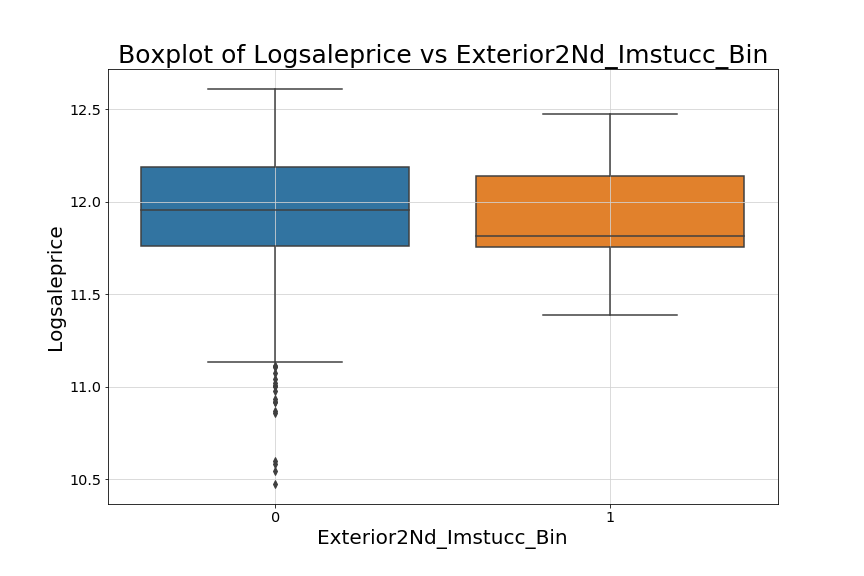 Boxplot of Logsaleprice vs Exterior2Nd_Imstucc_Bin
12.5
12.0
11.5
11.0
10.5
Logsaleprice
0 1
Exterior2Nd_Imstucc_Bin